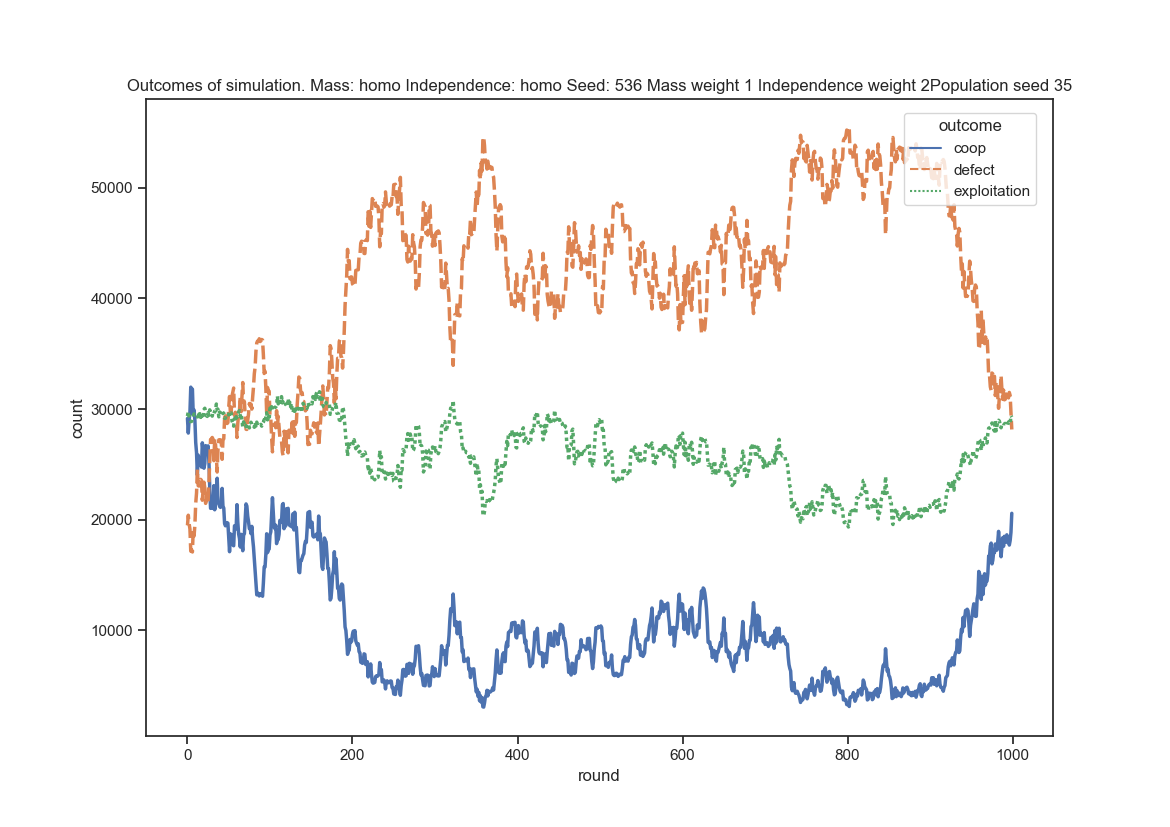 Outcomes of simulation. Mass: homo Independence: homo Seed: 536 Mass weight 1 Independence weight 2Population seed 35
outcome
coop
defect
exploitation
count
50000
40000
30000
20000
10000
0
200
400
600
800
1000
round